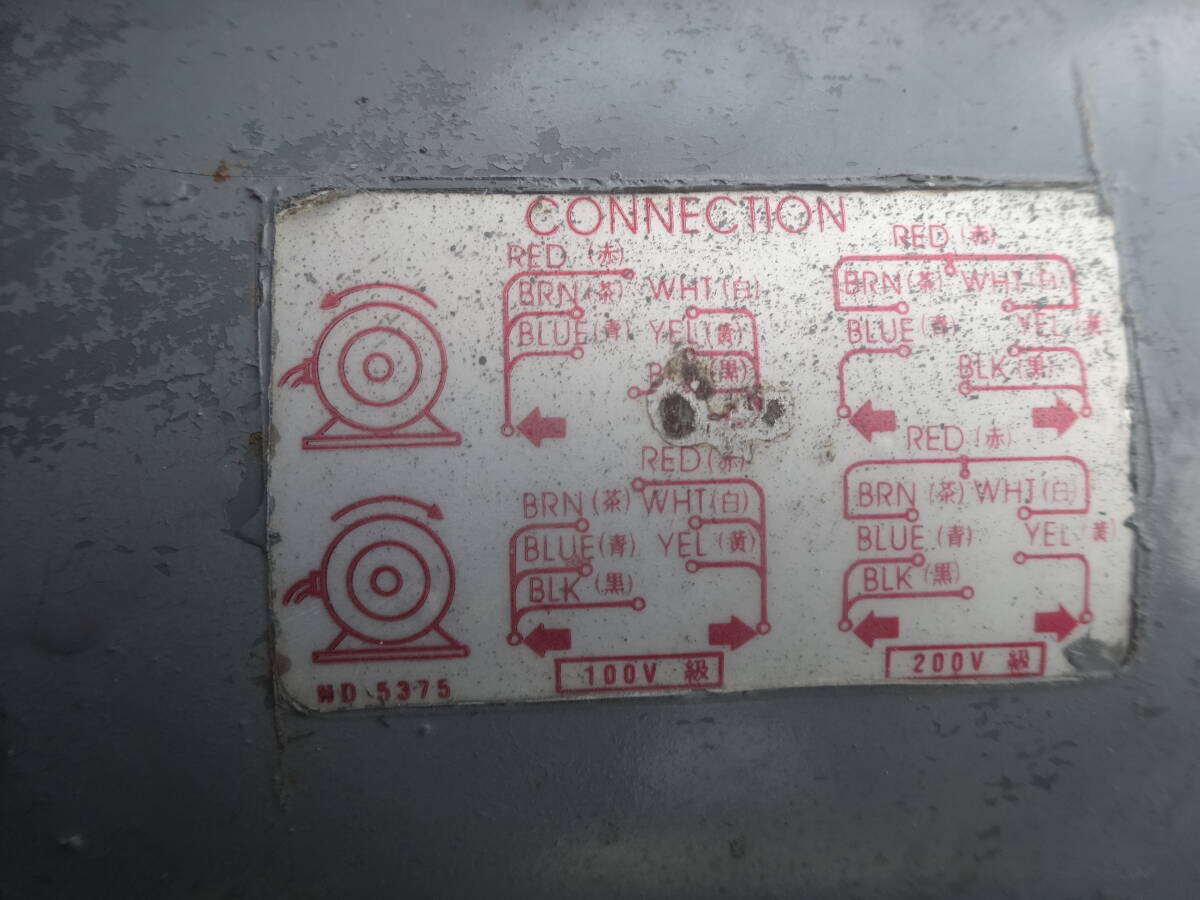 CONNECTION
RED (赤)
BRN (茶) WHT (白)
BLUE (青) YEL (黄)
(黒)
RED (赤)
BRN (茶) WHT (白)
BLUE (青) YEL (黄)
BLK (黒)
RED (赤)
BRN (茶) WHT (白)
BLUE (青) YEL (黄)
BLK (黒)
100V 級
RED (赤)
BRN (茶) WHT (白)
BLUE (青) YEL (黄)
BLK (黒)
200V 級
WD 5375